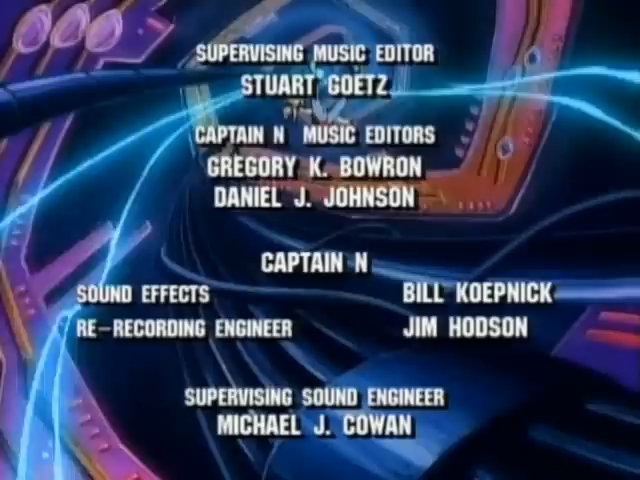 SUPERVISING MUSIC EDITOR
STUART GOETZ
CAPTAIN N MUSIC EDITORS
GREGORY K. BOWRON
DANIEL J. JOHNSON
CAPTAIN N
SOUND EFFECTS BILL KOEPNICK
RE-RECORDING ENGINEER JIM HODSON
SUPERVISING SOUND ENGINEER
MICHAEL J. COWAN